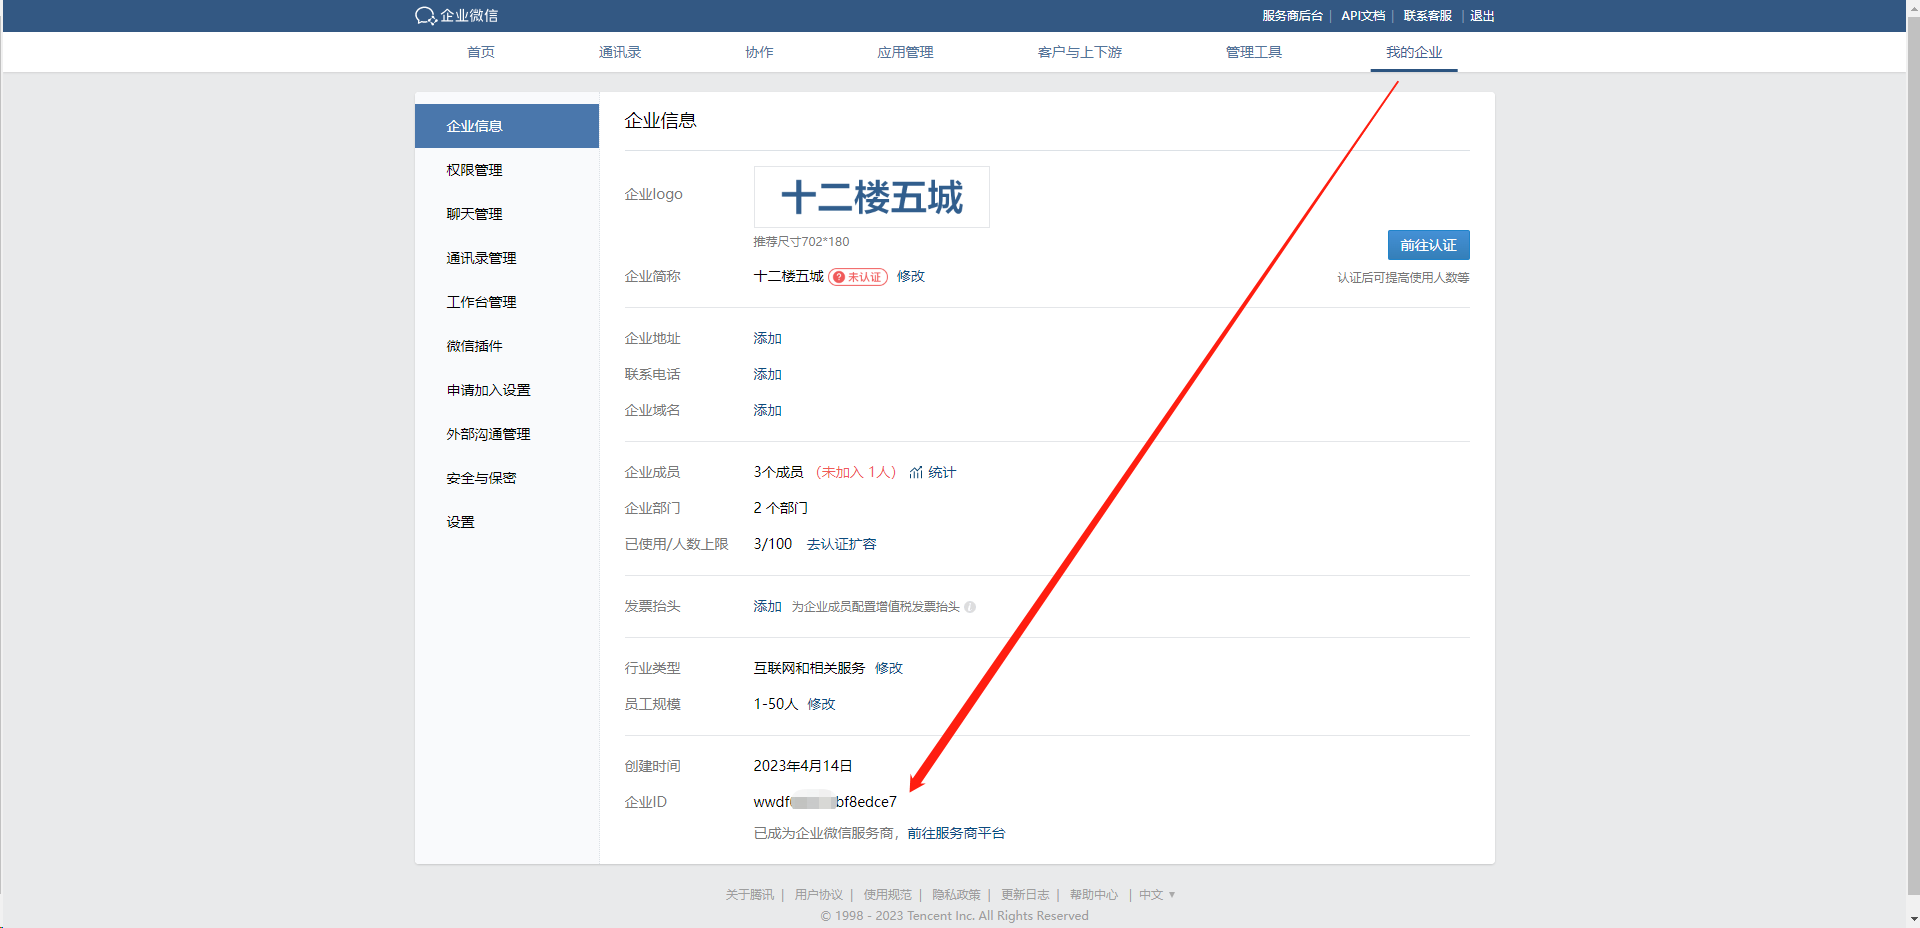 企业微信
服务商后台 | API文档 | 联系客服 | 退出
首页 通讯录 协作 应用管理 客户与上下游 管理工具 我的企业
企业信息
权限管理
聊天管理
通讯录管理
工作台管理
微信插件
申请加入设置
外部沟通管理
安全与保密
设置
企业信息
企业logo
十二楼五城
推荐尺寸702*180
前往认证
认证后可提高使用人数等
企业简称 十二楼五城 未认证 修改
企业地址 添加
联系电话 添加
企业域名 添加
企业成员 3个成员 （未加入 1人） 统计
企业部门 2 个部门
已使用/人数上限 3/100 去认证扩容
发票抬头 添加 为企业成员配置增值税发票抬头
行业类型 互联网和相关服务 修改
员工规模 1-50人 修改
创建时间 2023年4月14日
企业ID wwdf bf8edce7
已成为企业微信服务商，前往服务商平台
关于腾讯 | 用户协议 | 使用规范 | 隐私政策 | 更新日志 | 帮助中心 | 中文
© 1998 - 2023 Tencent Inc. All Rights Reserved